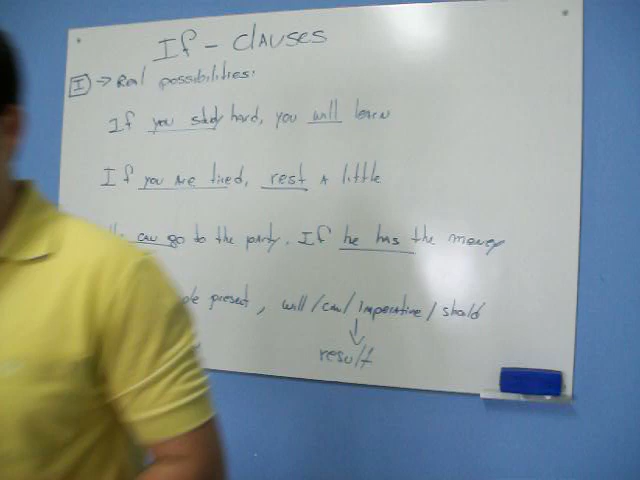 If - Clauses
I → Real possibilities:
If you study hard, you will learn
If you are tired, rest a little
can go to the party. If he has the money
present, will/can/imperative/should
↓
result